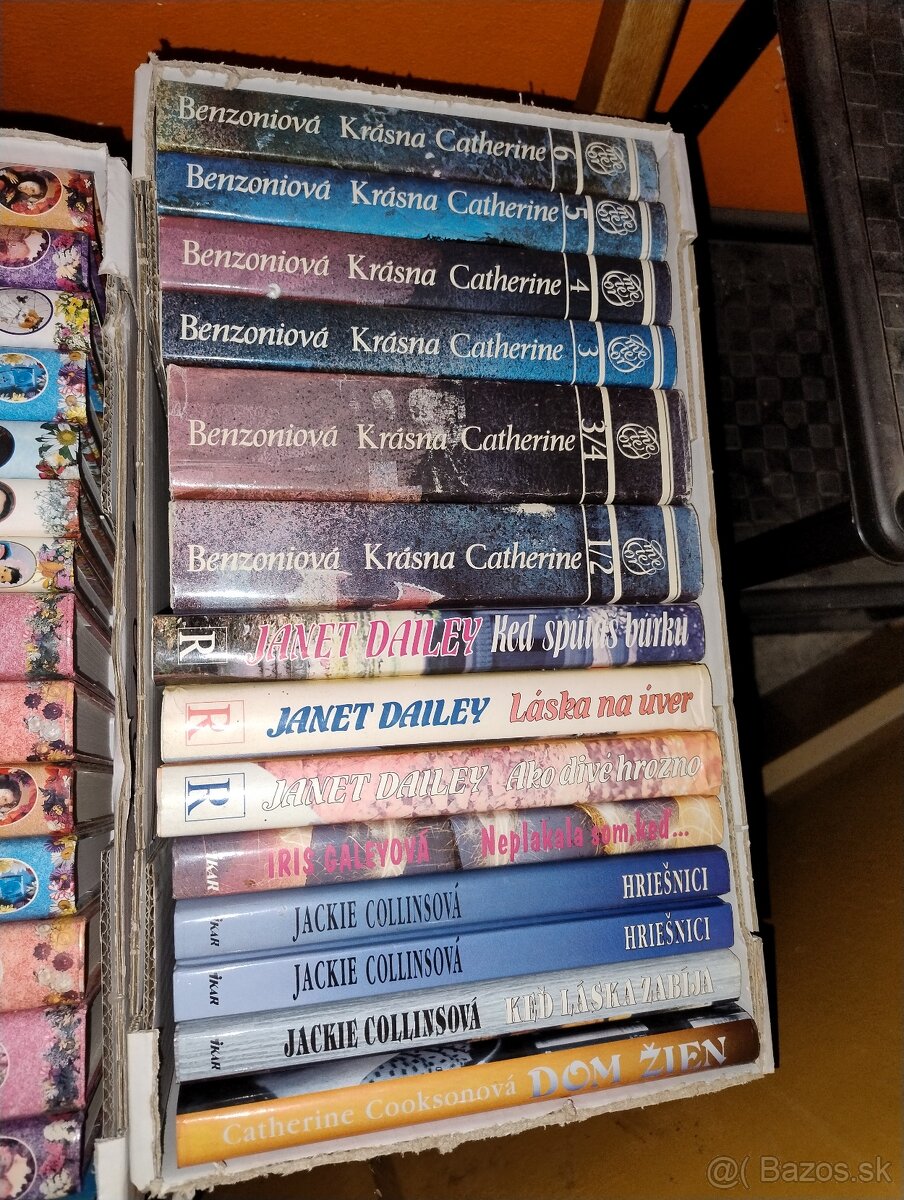 Benzoniová Krásna Catherine 6
Benzoniová Krásna Catherine 5
Benzoniová Krásna Catherine 4
Benzoniová Krásna Catherine 3
Benzoniová Krásna Catherine 3/4
Benzoniová Krásna Catherine 1/2
R JANET DAILEY Keď spútaš búrku
R JANET DAILEY Láska na úver
R JANET DAILEY Ako divé hrozno
IKAR IRIS GALEYOVÁ Neplakala som, keď...
IKAR JACKIE COLLINSOVÁ HRIEŠNICI
IKAR JACKIE COLLINSOVÁ HRIEŠNICI
IKAR JACKIE COLLINSOVÁ KEĎ LÁSKA ZABÍJA
Catherine Cooksonová DOM ŽIEN
@( Bazos.sk